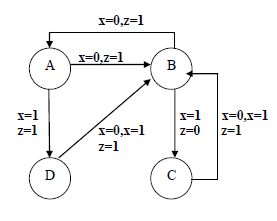 x=0,z=1
A
x=0,z=1
B
x=1
z=1
x=0,x=1
z=1
x=1
z=0
x=0,x=1
z=1
D
C